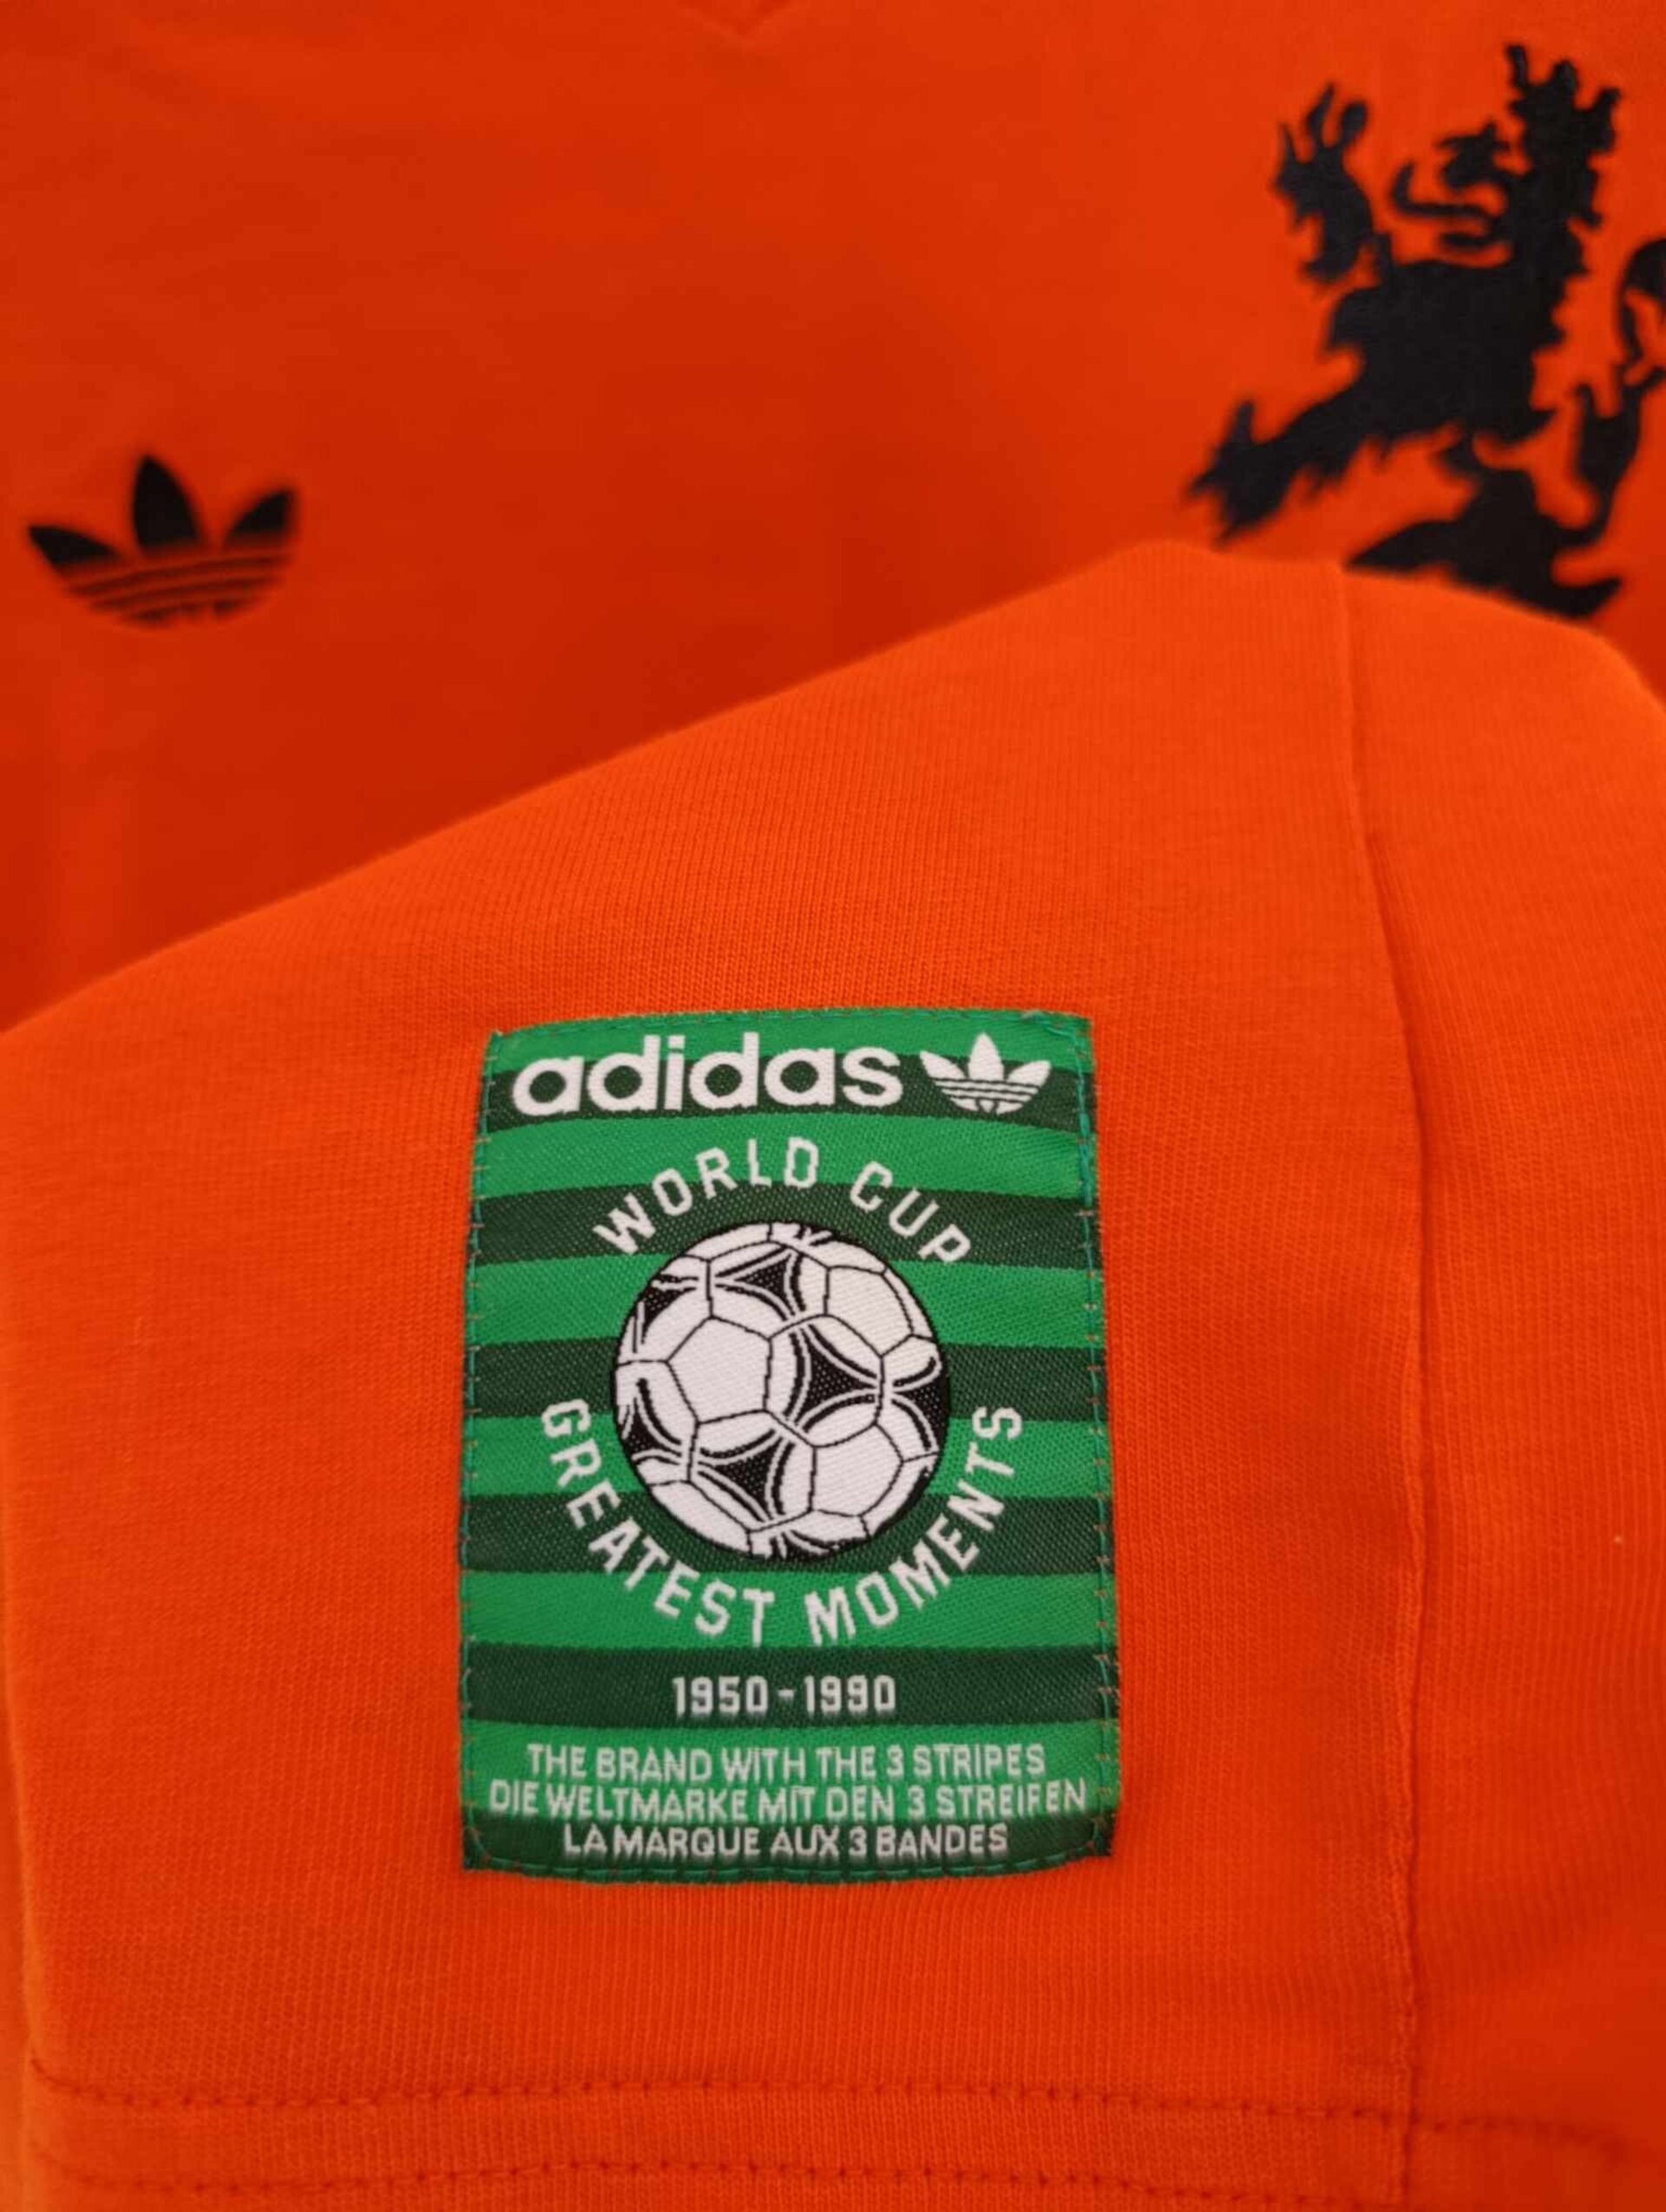 adidas
WORLD CUP
GREATEST MOMENTS
1950-1990
THE BRAND WITH THE 3 STRIPES
DIE WELTMARKE MIT DEN 3 STREIFEN
LA MARQUE AUX 3 BANDES